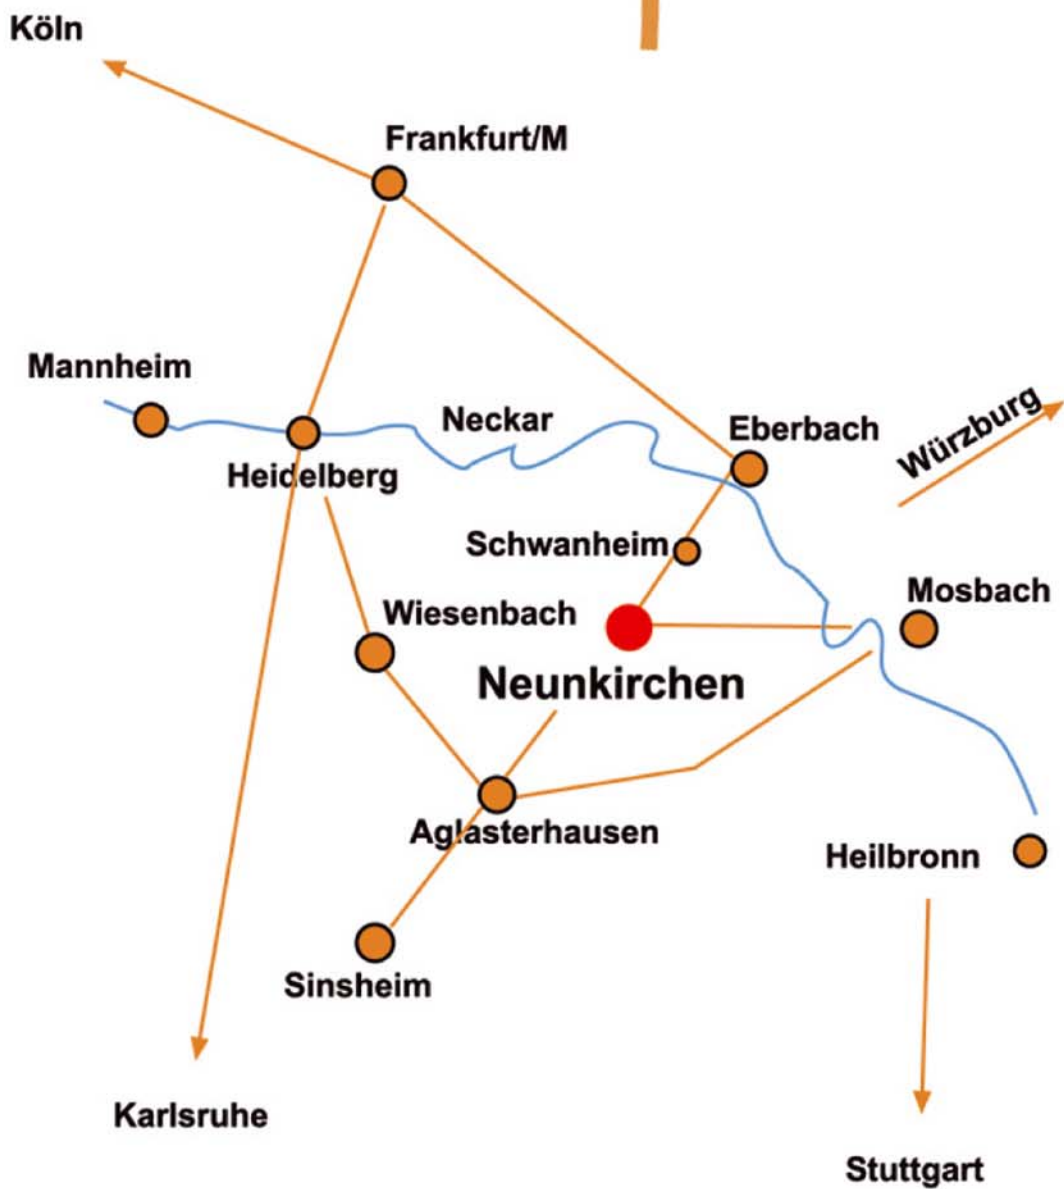 Köln
Frankfurt/M
Mannheim
Neckar
Eberbach
Würzburg
Heidelberg
Schwanheim
Mosbach
Wiesenbach
Neunkirchen
Aglasterhausen
Heilbronn
Sinsheim
Karlsruhe
Stuttgart